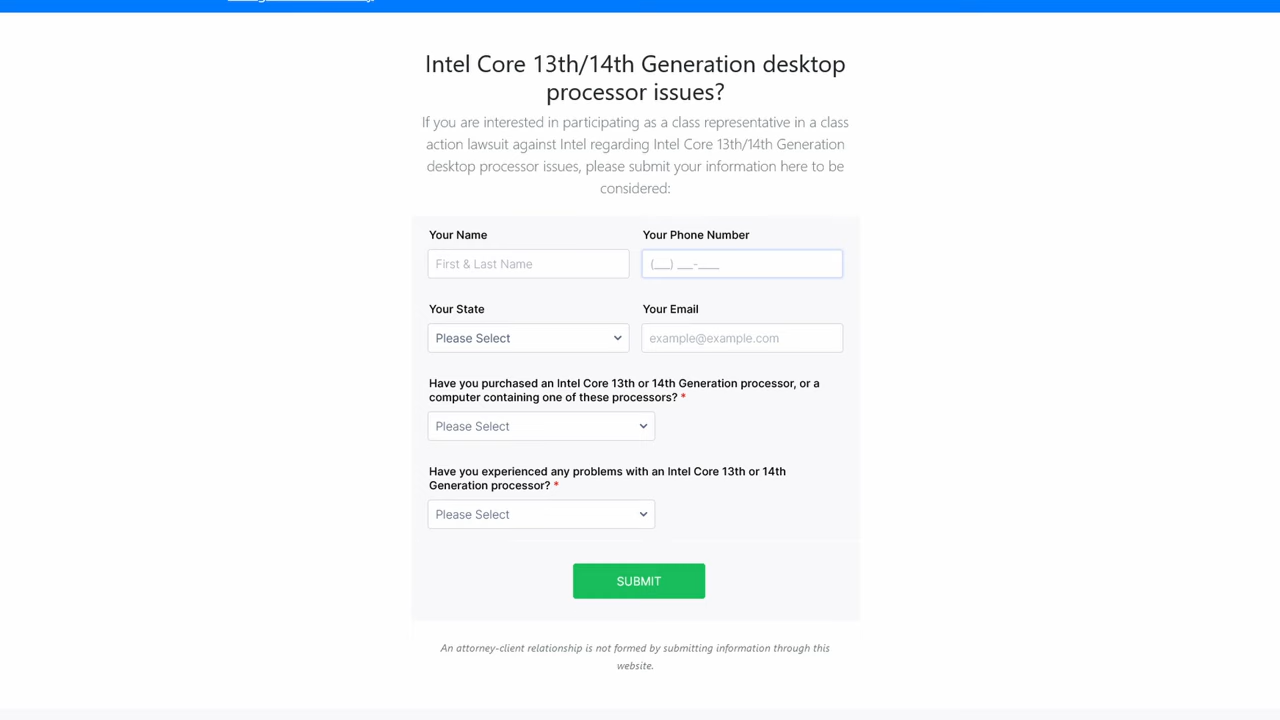 Intel Core 13th/14th Generation desktop
processor issues?
If you are interested in participating as a class representative in a class
action lawsuit against Intel regarding Intel Core 13th/14th Generation
desktop processor issues, please submit your information here to be
considered:
Your Name
Your Phone Number
First & Last Name
(___) ___-____
Your State
Your Email
Please Select
example@example.com
Have you purchased an Intel Core 13th or 14th Generation processor, or a
computer containing one of these processors? *
Please Select
Have you experienced any problems with an Intel Core 13th or 14th
Generation processor? *
Please Select
SUBMIT
An attorney-client relationship is not formed by submitting information through this
website.